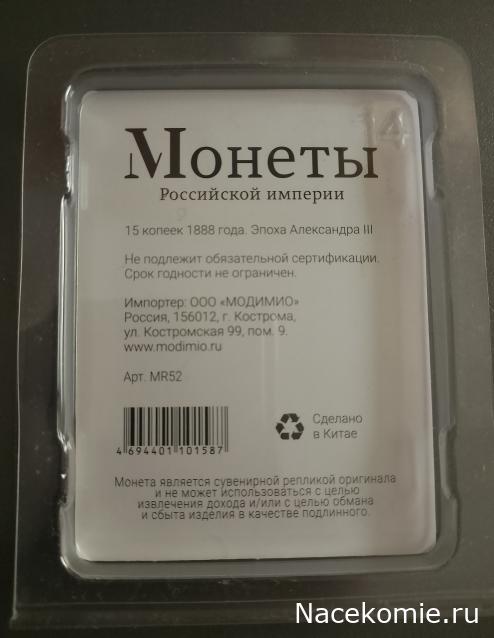 14
Монеты
Российской империи
15 копеек 1888 года. Эпоха Александра III
Не подлежит обязательной сертификации.
Срок годности не ограничен.
Импортер: ООО «МОДИМИО»
Россия, 156012, г. Кострома,
ул. Костромская 99, пом. 9.
www.modimio.ru
Арт. MR52
4 694401 101587
Сделано
в Китае
Монета является сувенирной репликой оригинала
и не может использоваться с целью
извлечения дохода и/или с целью обмана
и сбыта изделия в качестве подлинного.
Nacekomie.ru